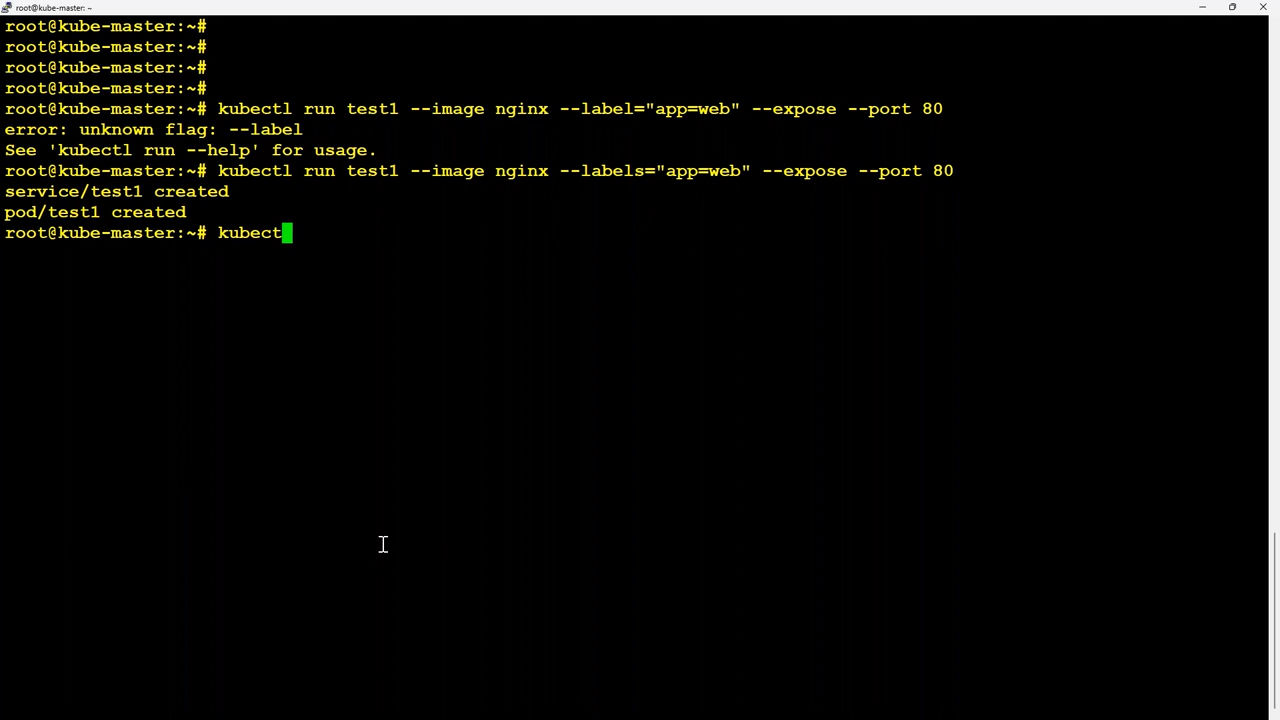 root@kube-master: ~
root@kube-master:~#
root@kube-master:~#
root@kube-master:~#
root@kube-master:~#
root@kube-master:~# kubectl run test1 --image nginx --label="app=web" --expose --port 80
error: unknown flag: --label
See 'kubectl run --help' for usage.
root@kube-master:~# kubectl run test1 --image nginx --labels="app=web" --expose --port 80
service/test1 created
pod/test1 created
root@kube-master:~# kubect